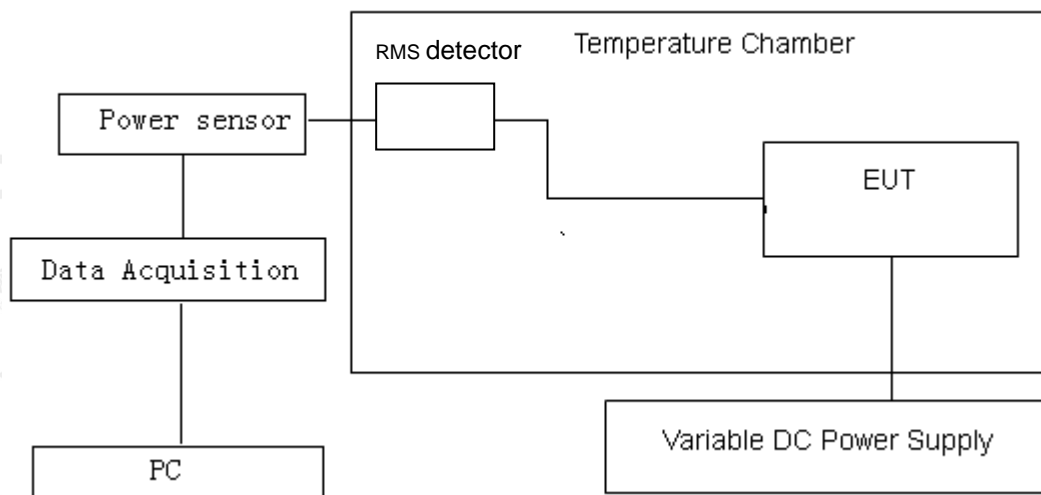 RMS detector
Temperature Chamber
Power sensor
EUT
Data Acquisition
Variable DC Power Supply
PC